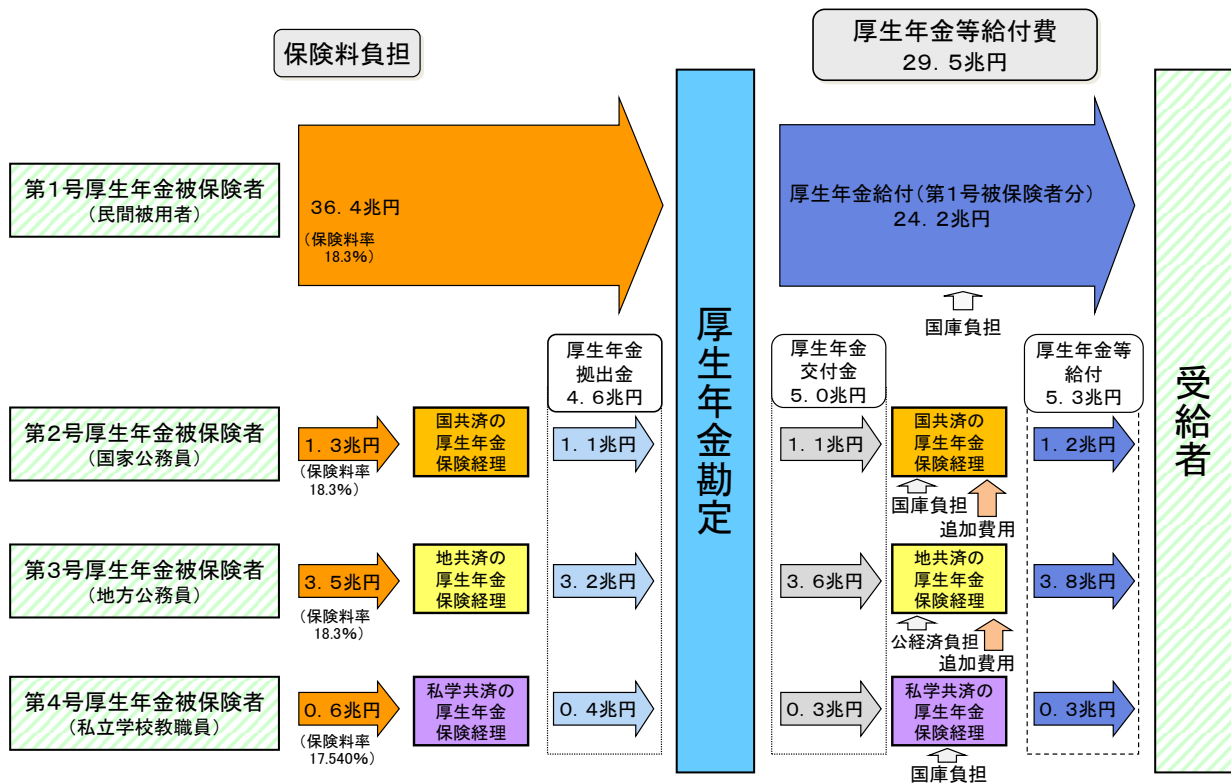 保険料負担
厚生年金等給付費
29.5兆円
第1号厚生年金被保険者
(民間被用者)
36.4兆円
(保険料率
18.3%)
厚生年金給付(第1号被保険者分)
24.2兆円
国庫負担
厚生年金勘定
受給者
厚生年金
拠出金
4.6兆円
厚生年金
交付金
5.0兆円
厚生年金等
給付
5.3兆円
第2号厚生年金被保険者
(国家公務員)
1.3兆円
(保険料率
18.3%)
国共済の
厚生年金
保険経理
1.1兆円
1.1兆円
国共済の
厚生年金
保険経理
1.2兆円
国庫負担
追加費用
第3号厚生年金被保険者
(地方公務員)
3.5兆円
(保険料率
18.3%)
地共済の
厚生年金
保険経理
3.2兆円
3.6兆円
地共済の
厚生年金
保険経理
3.8兆円
公経済負担
追加費用
第4号厚生年金被保険者
(私立学校教職員)
0.6兆円
(保険料率
17.540%)
私学共済の
厚生年金
保険経理
0.4兆円
0.3兆円
私学共済の
厚生年金
保険経理
0.3兆円
国庫負担